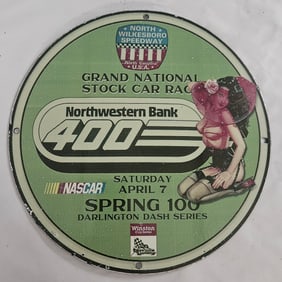 NORTH
WILKESBORO
SPEEDWAY
U.S.A.
GRAND NATIONAL
STOCK CAR RAC
Northwestern Bank
400
SATURDAY
APRIL 7
NASCAR
SPRING 100
DARLINGTON DASH SERIES
Winston